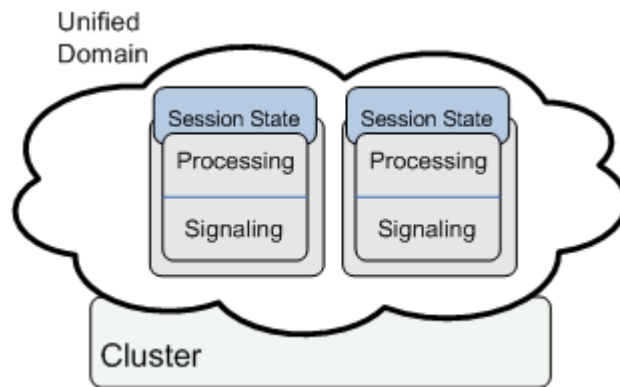 Unified
Domain
Session State
Processing
Signaling
Session State
Processing
Signaling
Cluster